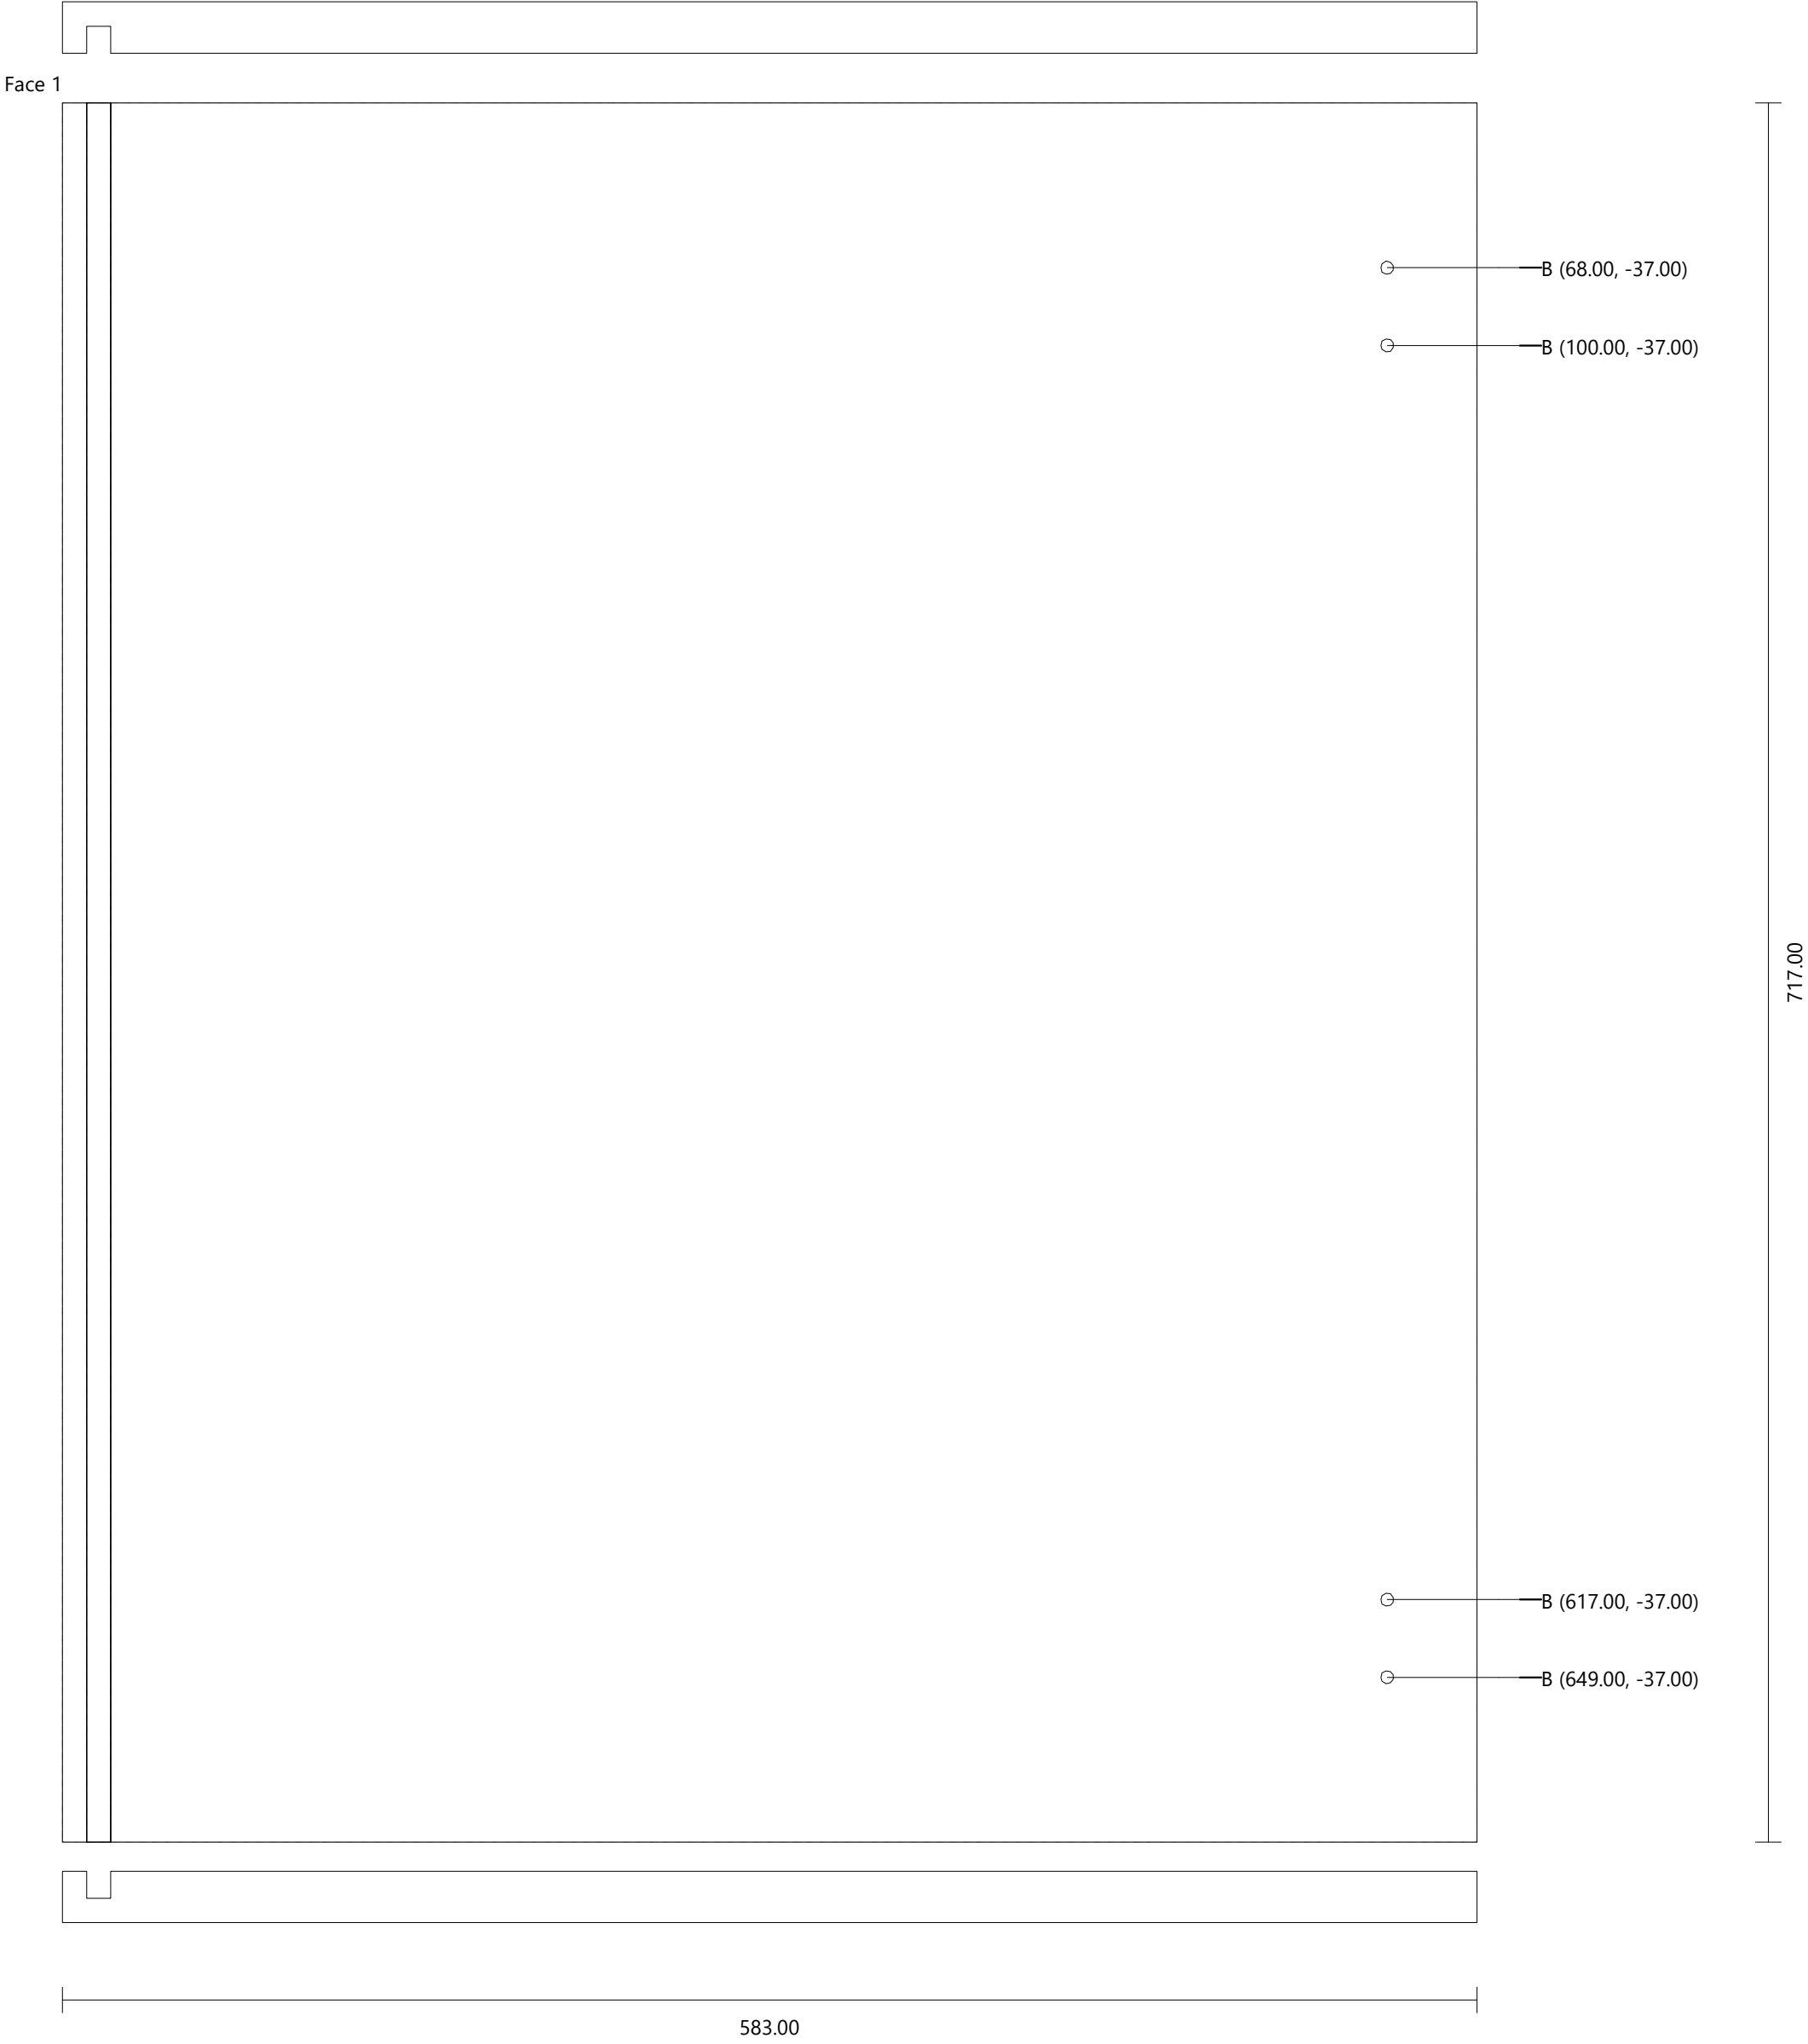 Face 1
B (68.00, -37.00)
B (100.00, -37.00)
717.00
B (617.00, -37.00)
B (649.00, -37.00)
583.00